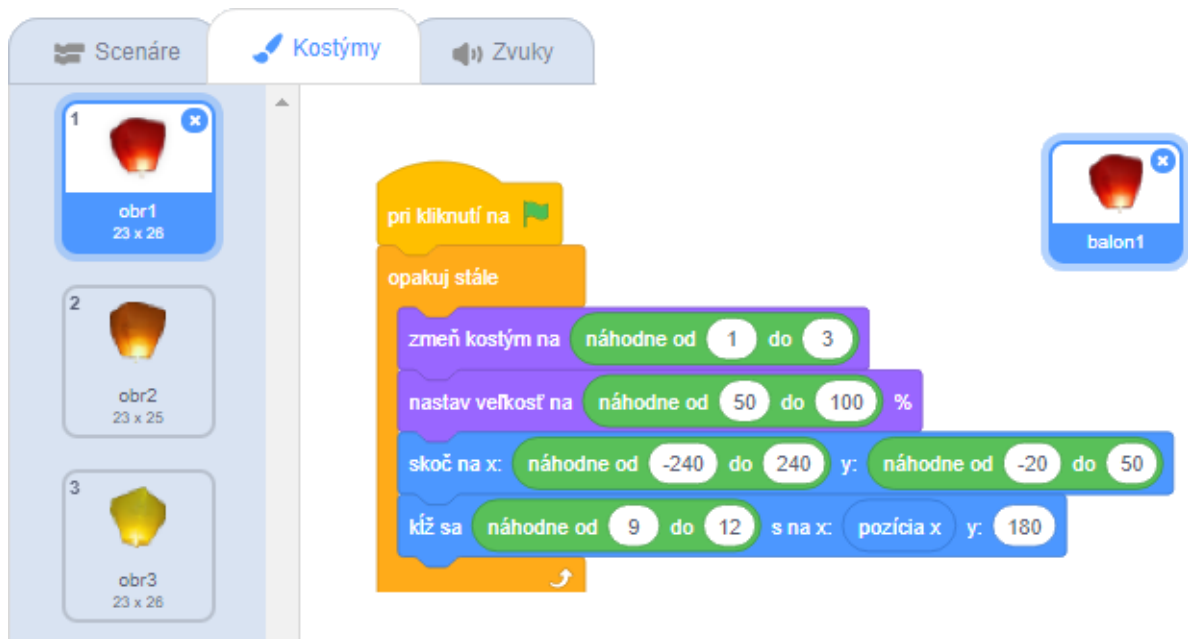 Scenáre
Kostýmy
Zvuky
1
obr1
23 x 26
2
obr2
23 x 25
3
obr3
23 x 26
pri kliknutí na
opakuj stále
zmeň kostým na náhodne od 1 do 3
nastav veľkosť na náhodne od 50 do 100 %
skoč na x: náhodne od -240 do 240 y: náhodne od -20 do 50
kĺž sa náhodne od 9 do 12 s na x: pozícia x y: 180
balon1